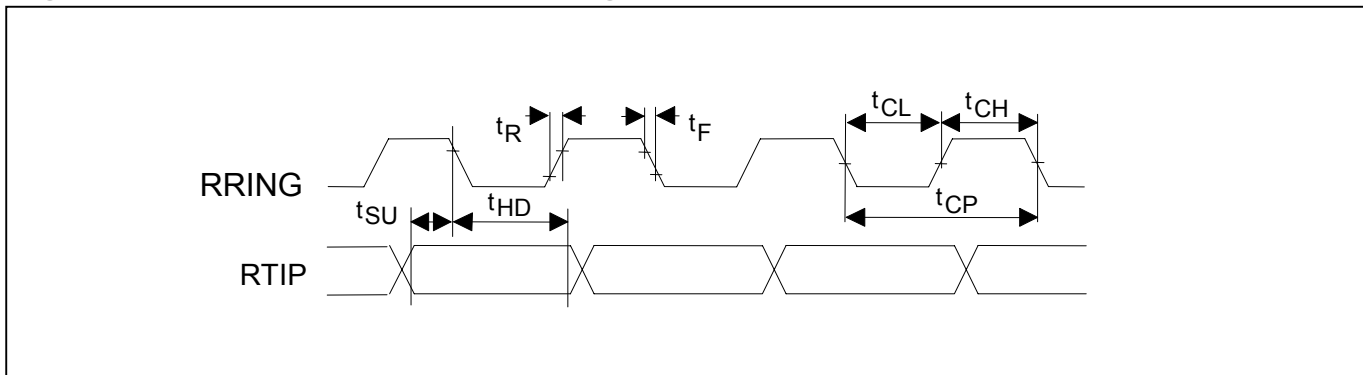 tR
tF
tCL
tCH
RRING
tSU
tHD
tCP
RTIP